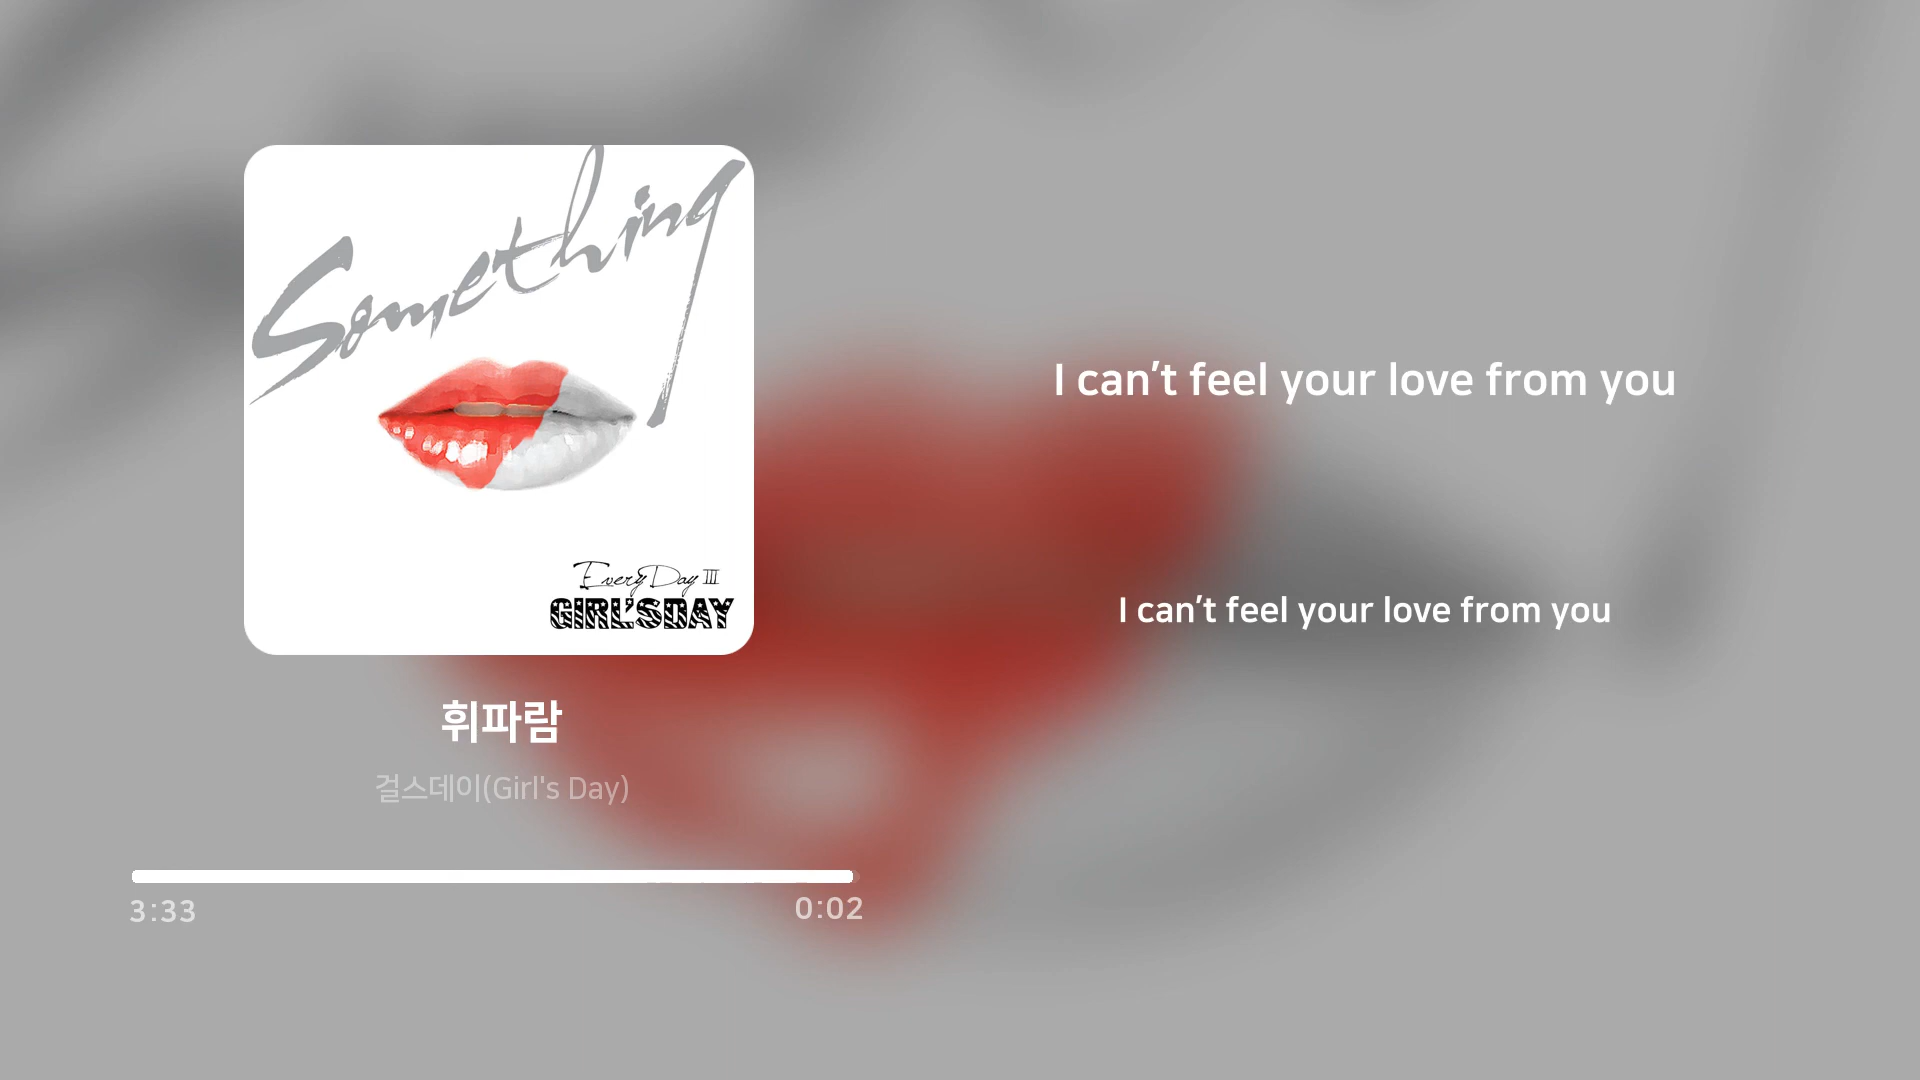 Something
Every Day III
GIRL'S DAY
휘파람
걸스데이(Girl's Day)
3:33
0:02
I can't feel your love from you
I can't feel your love from you